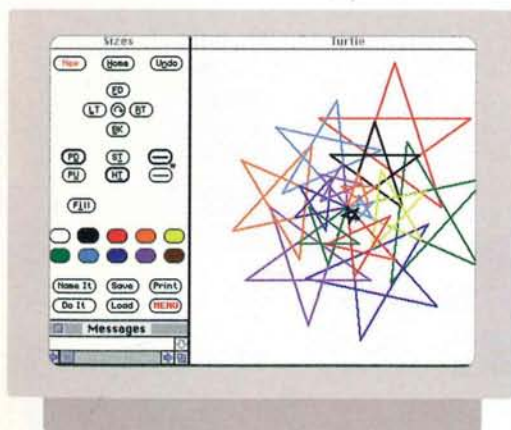 Sizes
Turtle
New Home Undo
FD
LT RT
BK
PD ST
PU HT
Fill
Name It Save Print
Do It Load MENU
Messages